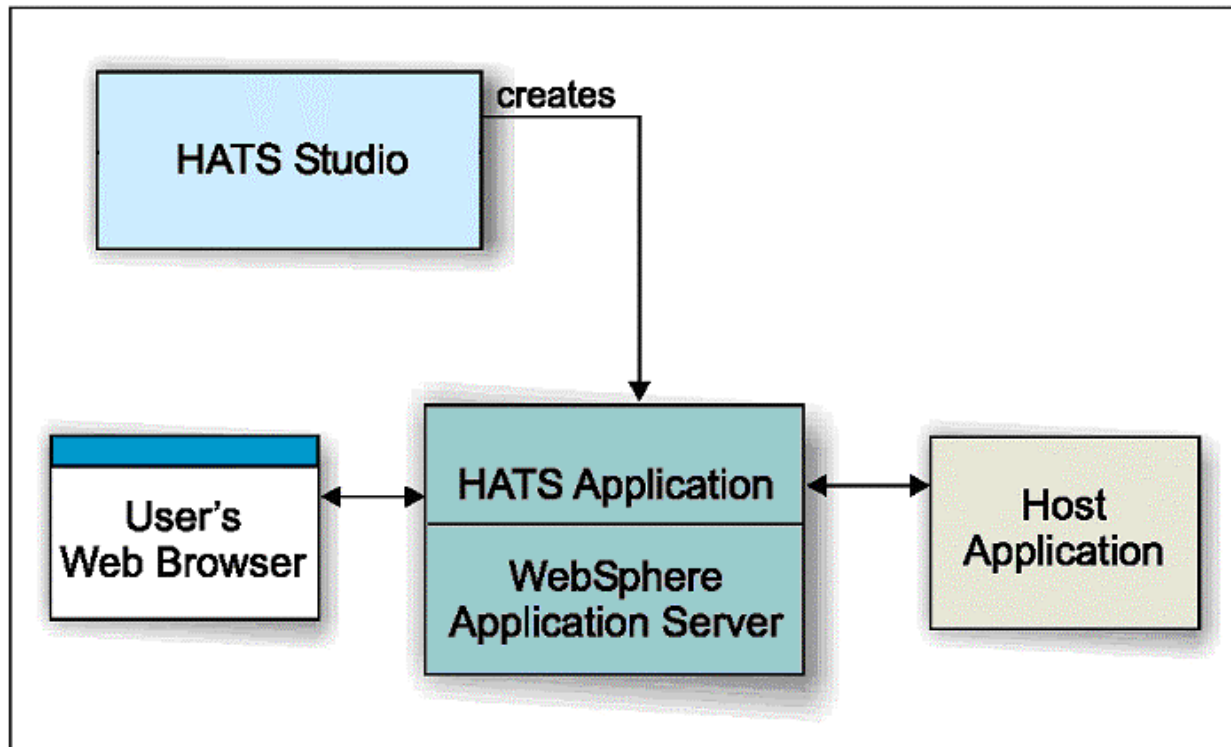 creates
HATS Studio
HATS Application
User's
Web Browser
WebSphere
Application Server
Host
Application